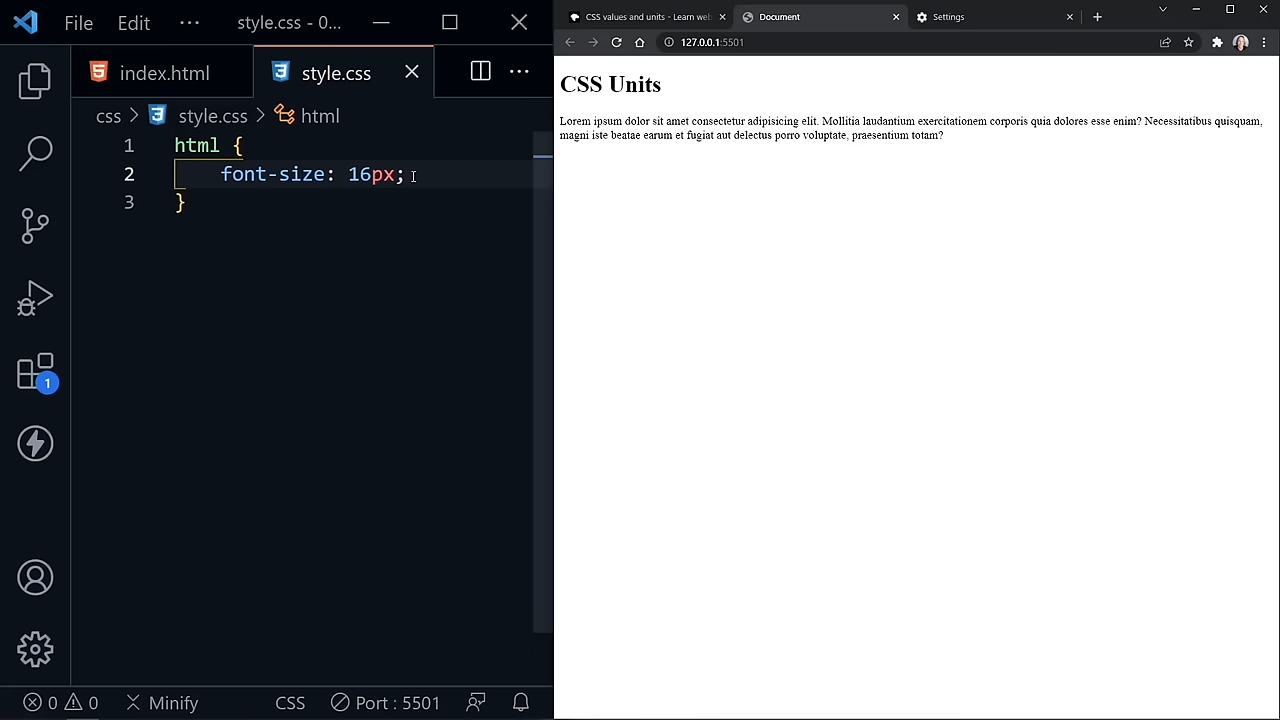 File Edit ... style.css - 0...
index.html style.css
css > style.css > html
1 html {
2 font-size: 16px;
3 }
1
0 0 Minify CSS Port : 5501
CSS values and units - Learn web Document Settings
127.0.0.1:5501
CSS Units
Lorem ipsum dolor sit amet consectetur adipisicing elit. Mollitia laudantium exercitationem corporis quia dolores esse enim? Necessitatibus quisquam,
magni iste beatae earum et fugiat aut delectus porro voluptate, praesentium totam?